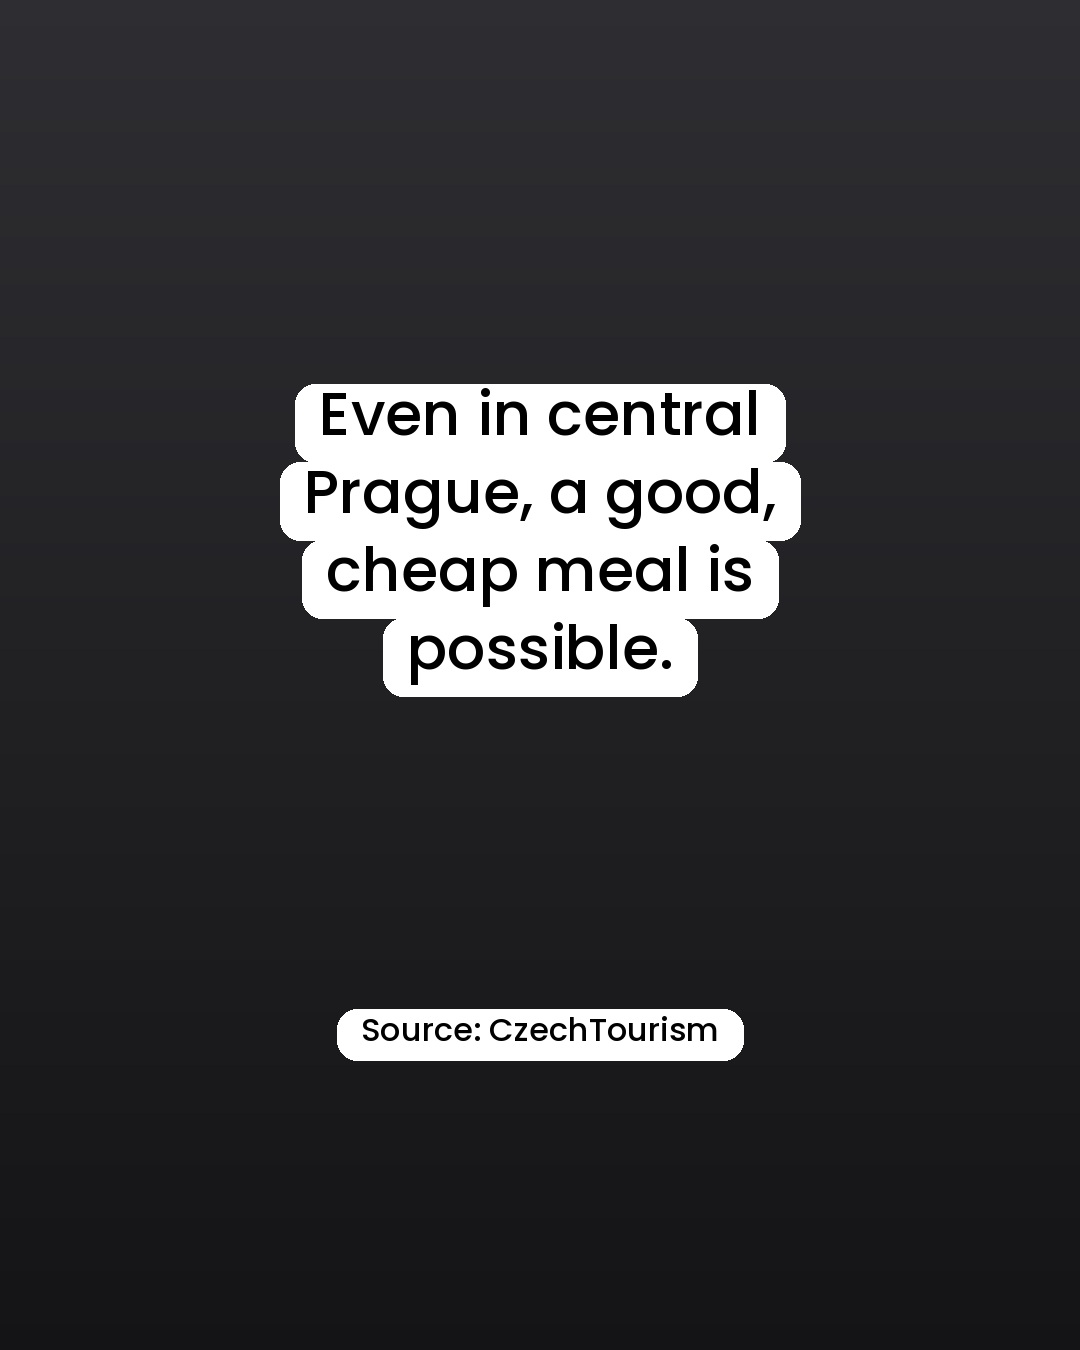 Even in central
Prague, a good,
cheap meal is
possible.
Source: CzechTourism